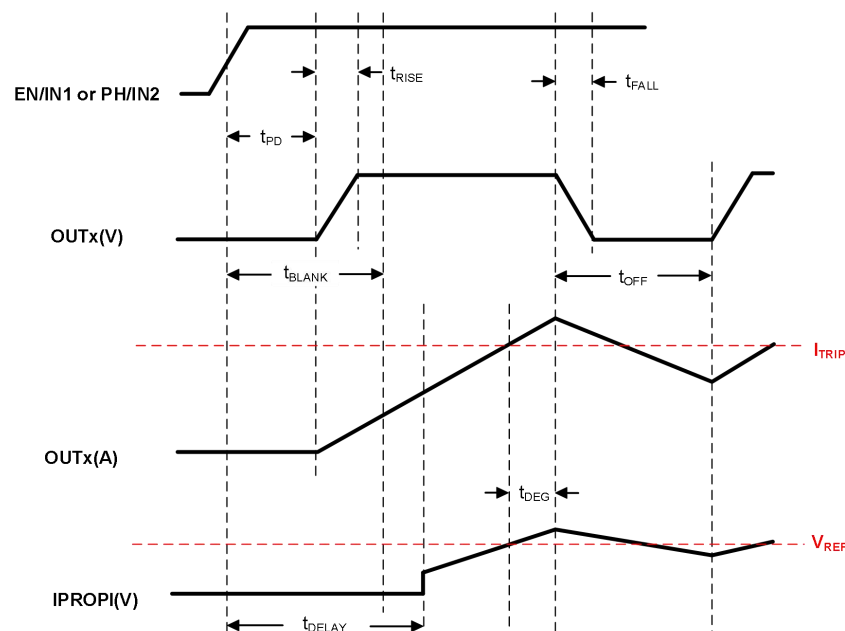 EN/IN1 or PH/IN2
tRISE
tFALL
tPD
OUTx(V)
tBLANK
tOFF
ITRIP
OUTx(A)
tDEG
VREF
IPROPI(V)
tDELAY